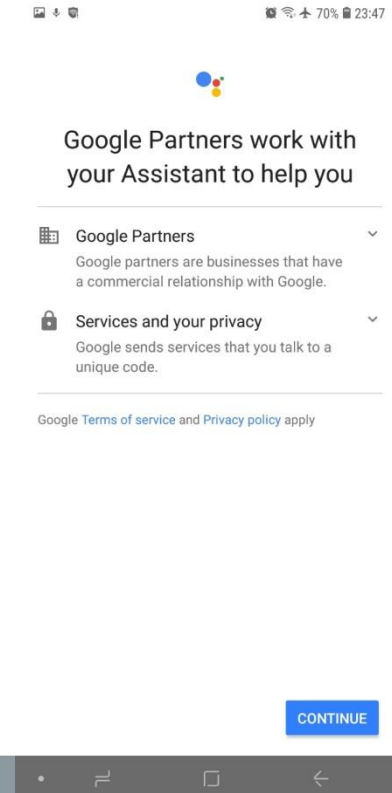 70% 23:47
Google Partners work with
your Assistant to help you
Google Partners
Google partners are businesses that have
a commercial relationship with Google.
Services and your privacy
Google sends services that you talk to a
unique code.
Google Terms of service and Privacy policy apply
CONTINUE